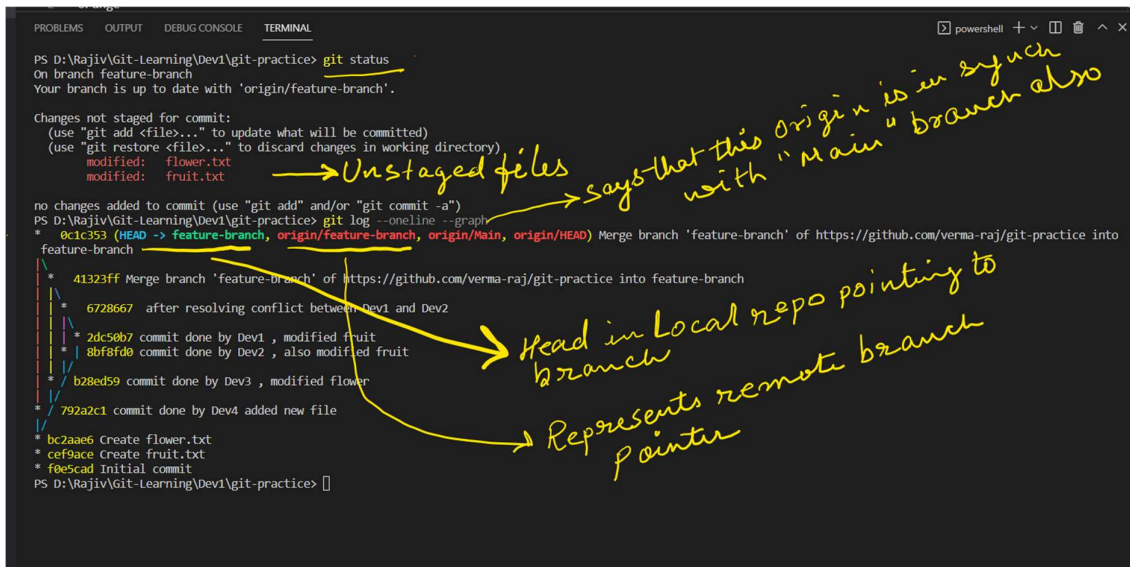 PROBLEMS OUTPUT DEBUG CONSOLE TERMINAL
powershell
PS D:\Rajiv\Git-Learning\Dev1\git-practice> git status
On branch feature-branch
Your branch is up to date with 'origin/feature-branch'.
Changes not staged for commit:
(use "git add <file>..." to update what will be committed)
(use "git restore <file>..." to discard changes in working directory)
modified: flower.txt
modified: fruit.txt
Unstaged files
says that this origin is in synch
with "Main" branch also
no changes added to commit (use "git add" and/or "git commit -a")
PS D:\Rajiv\Git-Learning\Dev1\git-practice> git log --oneline --graph
* 0c1c353 (HEAD -> feature-branch, origin/feature-branch, origin/Main, origin/HEAD) Merge branch 'feature-branch' of https://github.com/verma-raj/git-practice into
feature-branch
|\
| * 41323ff Merge branch 'feature-branch' of https://github.com/verma-raj/git-practice into feature-branch
| |\
| | * 6728667 after resolving conflict between Dev1 and Dev2
| | |\
| | | * 2dc50b7 commit done by Dev1 , modified fruit
| | * | 8bf8fd0 commit done by Dev2 , also modified fruit
| | |/
| * / b28ed59 commit done by Dev3 , modified flower
| |/
* / 792a2c1 commit done by Dev4 added new file
|/
* bc2aae6 Create flower.txt
* cef9ace Create fruit.txt
* f0e5cad Initial commit
PS D:\Rajiv\Git-Learning\Dev1\git-practice>
Head in Local repo pointing to
branch
Represents remote branch
pointer